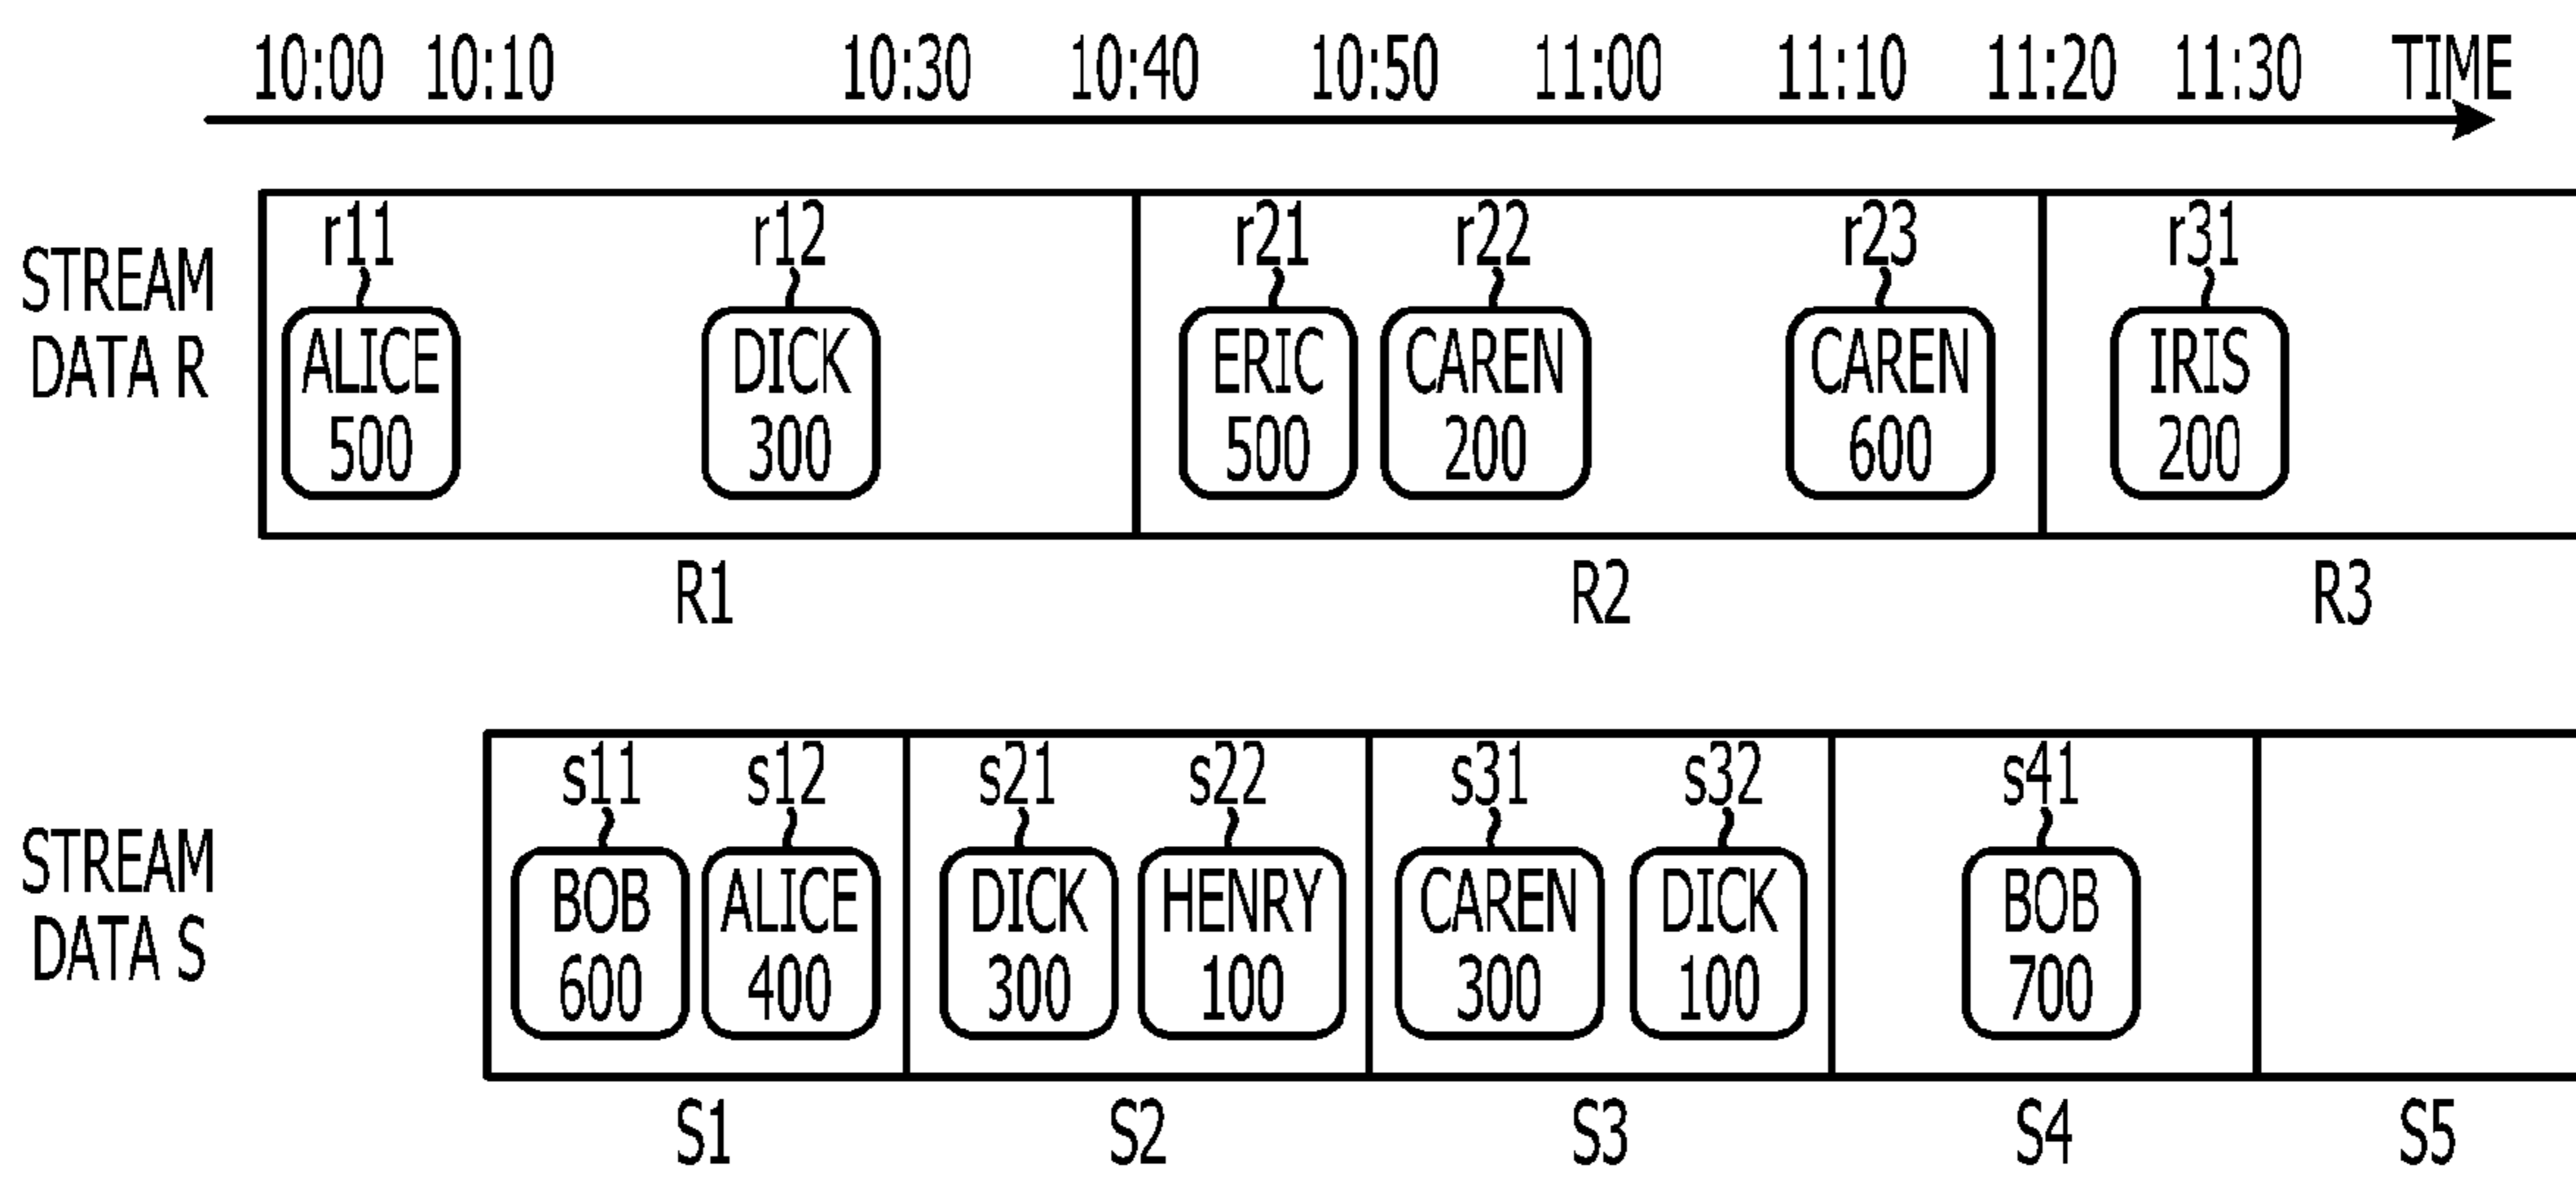 10:00 10:10 10:30 10:40 10:50 11:00 11:10 11:20 11:30 TIME
STREAM
DATA R
r11 r12 r21 r22 r23 r31
ALICE DICK ERIC CAREN CAREN IRIS
500 300 500 200 600 200
R1 R2 R3
STREAM
DATA S
s11 s12 s21 s22 s31 s32 s41
BOB ALICE DICK HENRY CAREN DICK BOB
600 400 300 100 300 100 700
S1 S2 S3 S4 S5